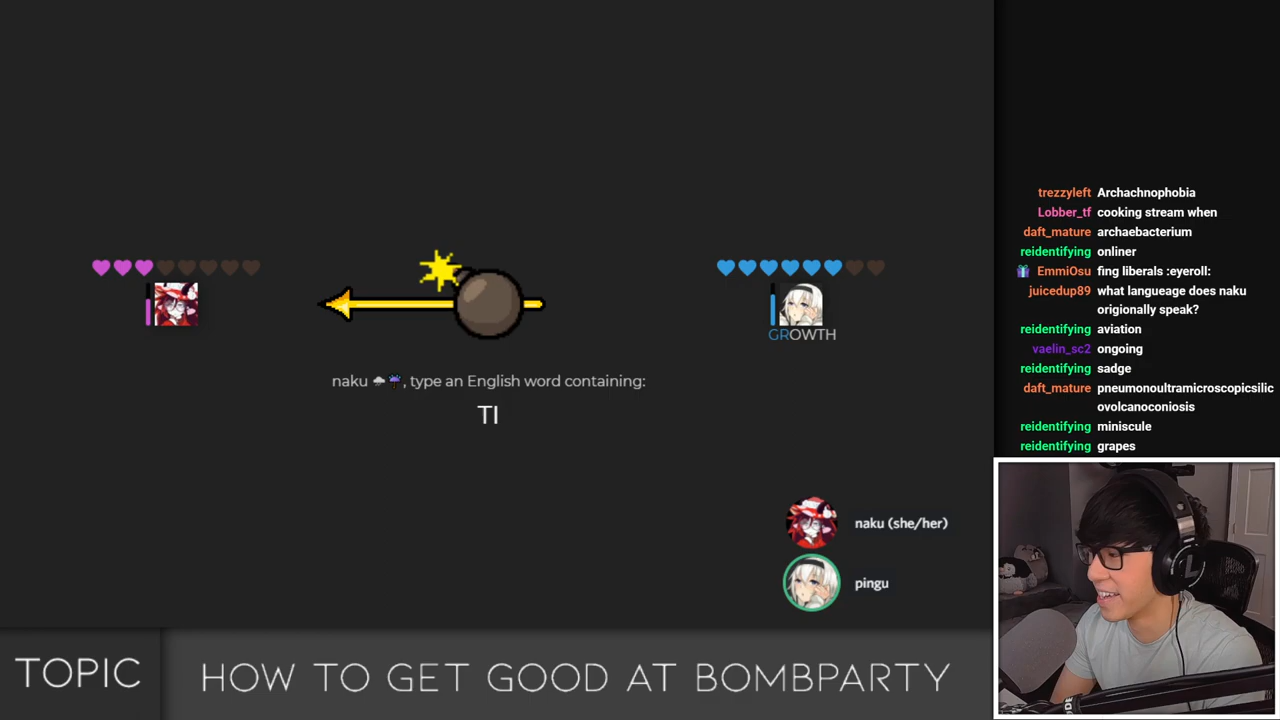 GROWTH
naku 🌧️☔, type an English word containing:
TI
naku (she/her)
pingu
TOPIC
HOW TO GET GOOD AT BOMBPARTY
trezzyleft Archachnophobia
Lobber_tf cooking stream when
daft_mature archaebacterium
reidentifying onliner
EmmiOsu fing liberals :eyeroll:
juicedup89 what langueage does naku
origionally speak?
reidentifying aviation
vaelin_sc2 ongoing
reidentifying sadge
daft_mature pneumonoultramicroscopicsilic
ovolcanoconiosis
reidentifying miniscule
reidentifying grapes